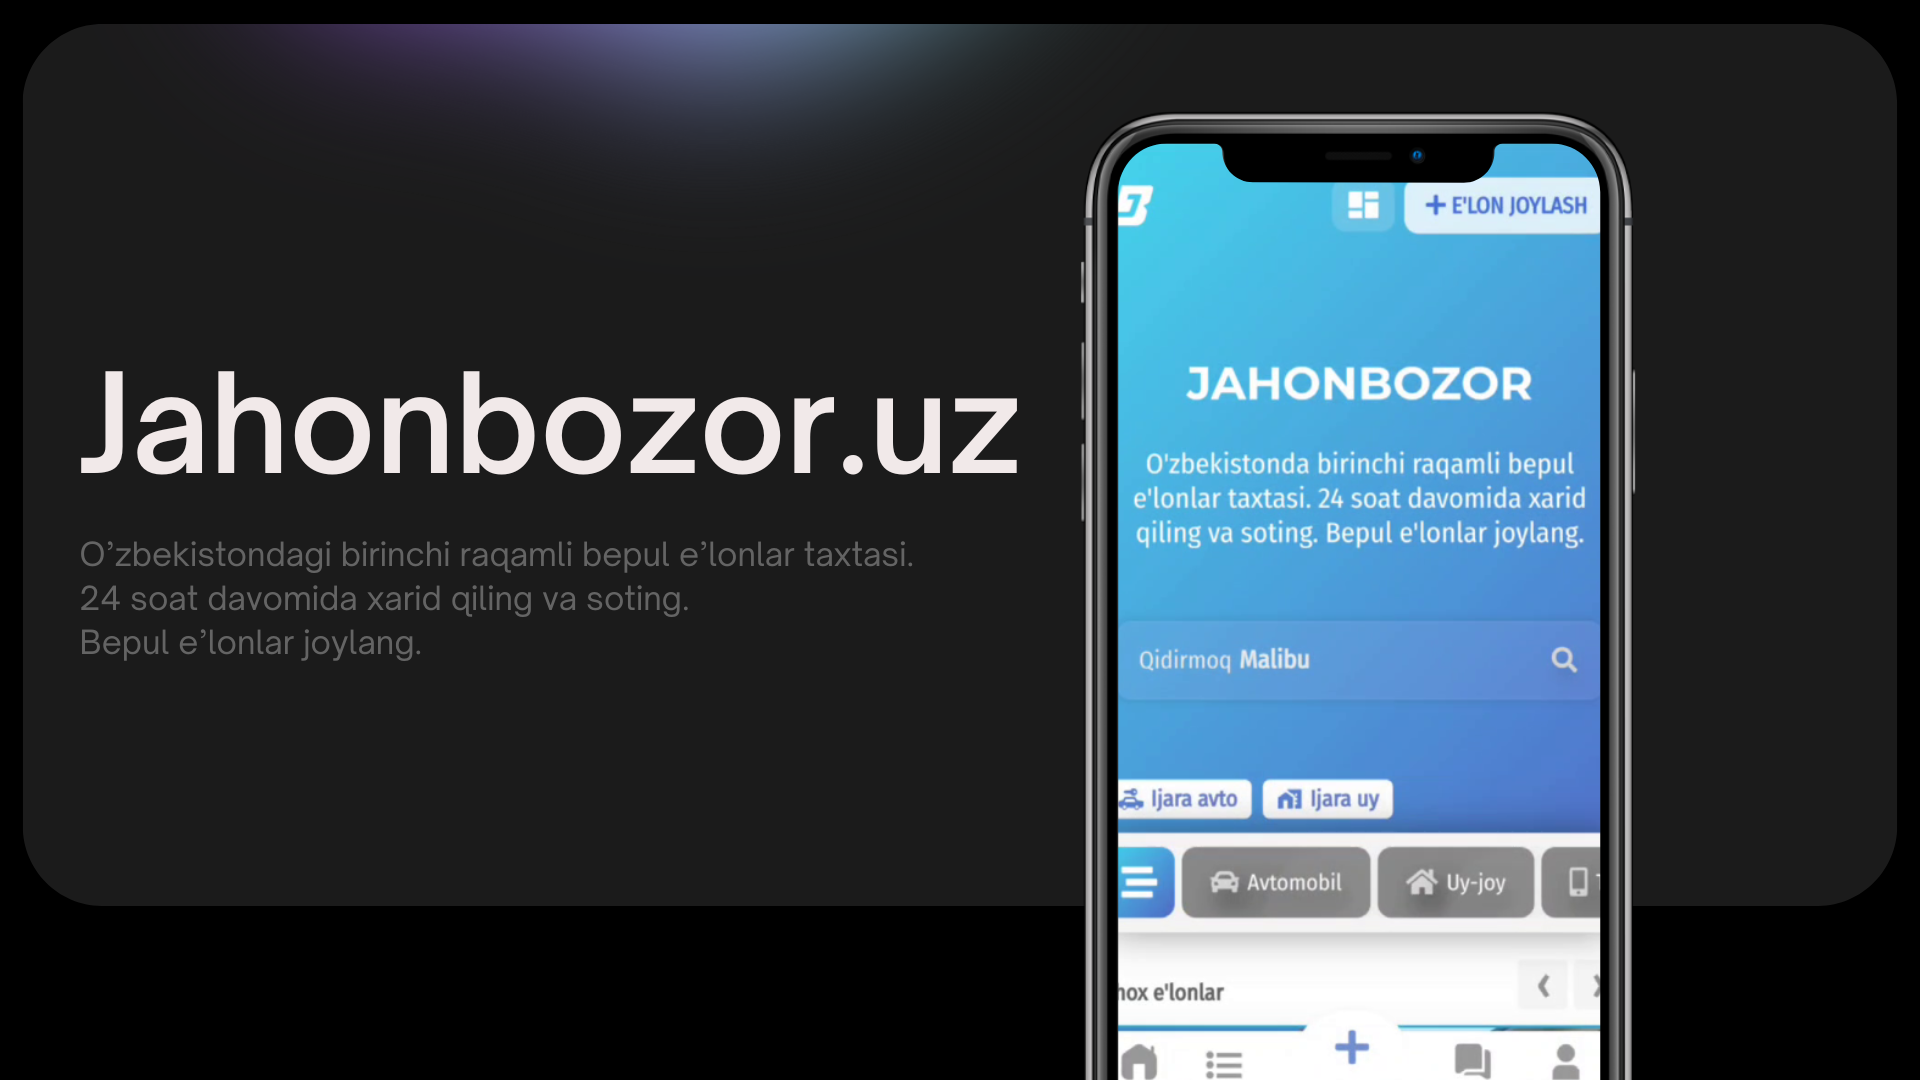 Jahonbozor.uz
O’zbekistondagi birinchi raqamli bepul e’lonlar taxtasi.
24 soat davomida xarid qiling va soting.
Bepul e’lonlar joylang.
E'LON JOYLASH
JAHONBOZOR
O'zbekistonda birinchi raqamli bepul
e'lonlar taxtasi. 24 soat davomida xarid
qiling va soting. Bepul e'lonlar joylang.
Qidirmoq Malibu
Ijara avto Ijara uy
Avtomobil Uy-joy
e'lonlar